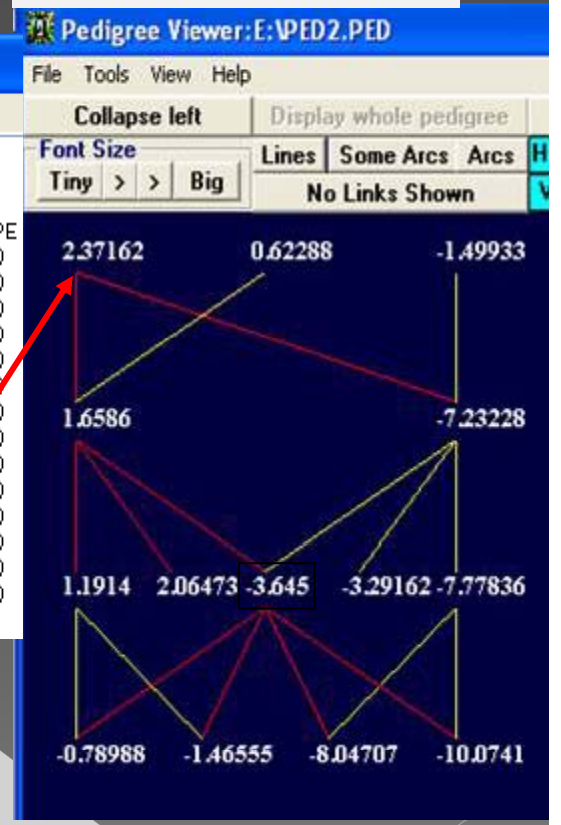 Pedigree Viewer:E:\PED2.PED
File Tools View Help
Collapse left Display whole pedigree
Font Size Lines Some Arcs Arcs H
Tiny > > Big No Links Shown
PE
2.37162 0.62288 -1.49933
1.6586 -7.23228
1.1914 2.06473 -3.645 -3.29162 -7.77836
-0.78988 -1.46555 -8.04707 -10.0741